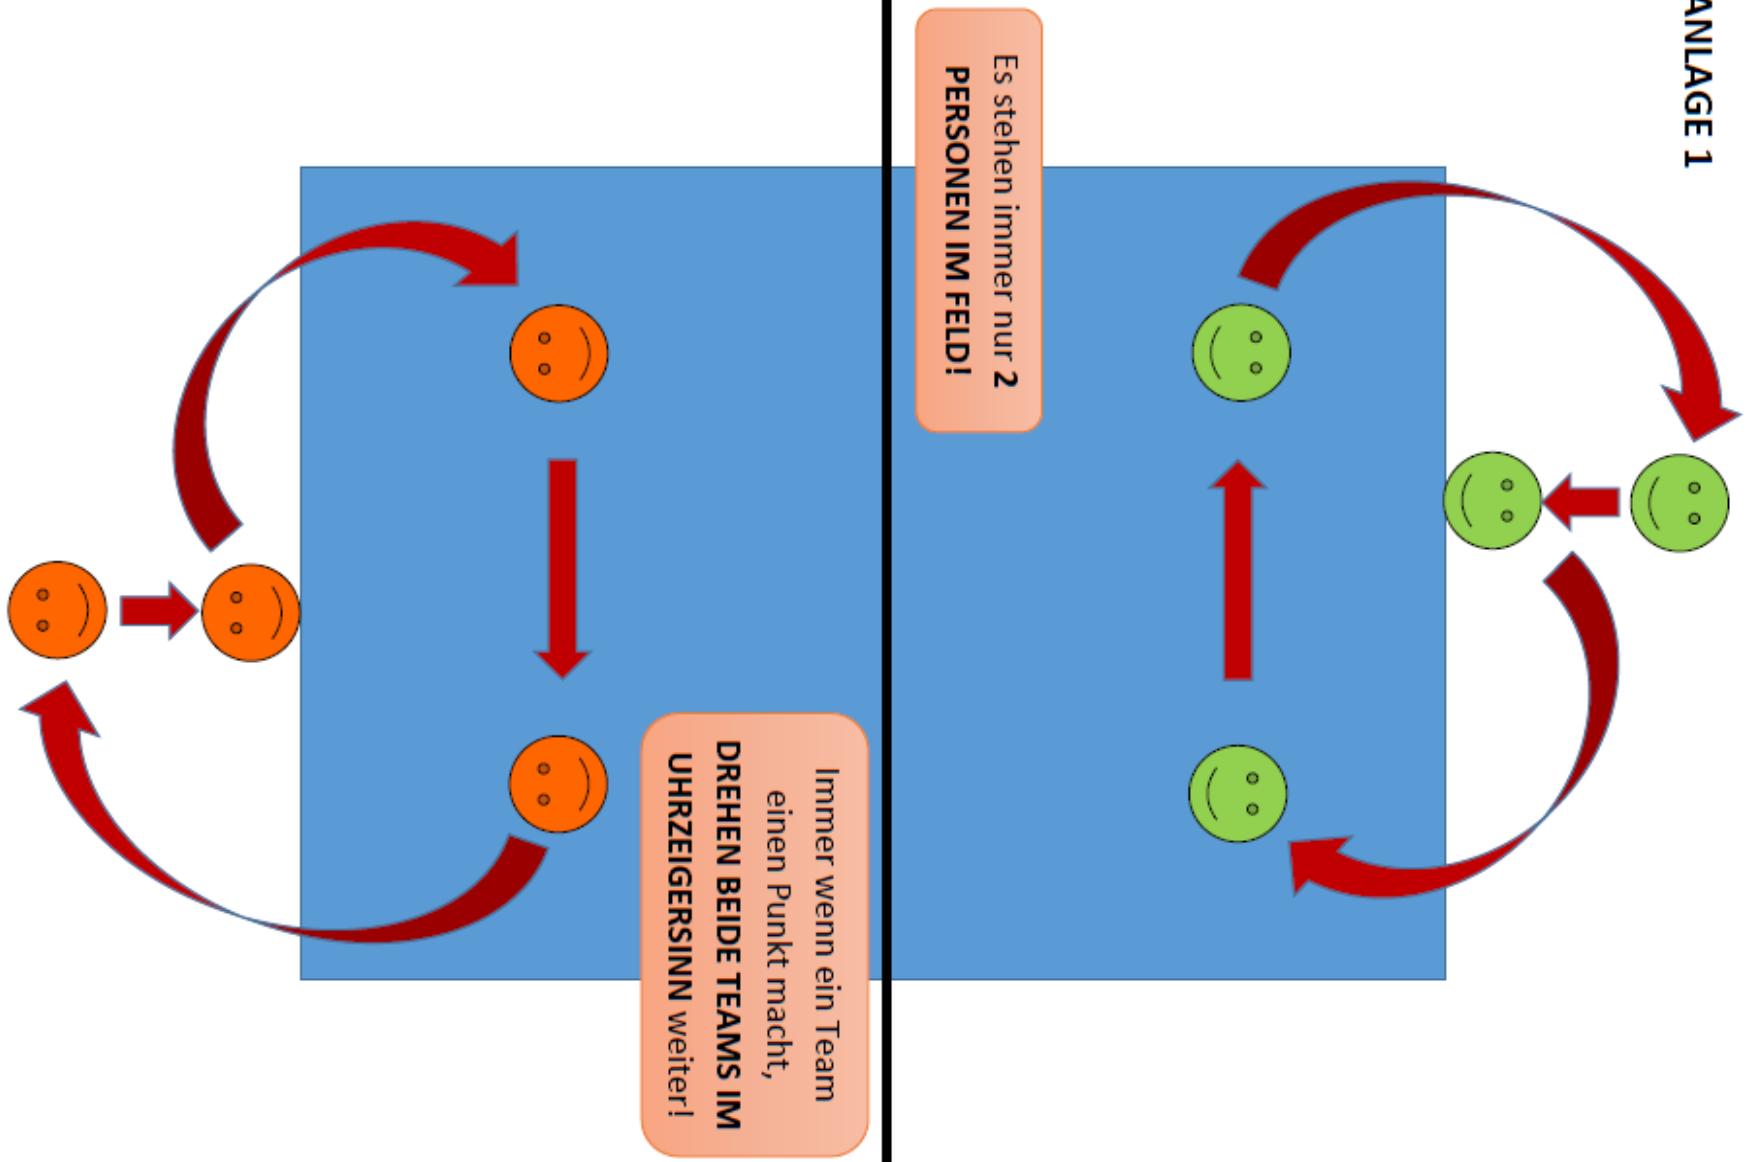 ANLAGE 1
Es stehen immer nur 2
PERSONEN IM FELD!
Immer wenn ein Team
einen Punkt macht,
DREHEN BEIDE TEAMS IM
UHRZEIGERSINN weiter!